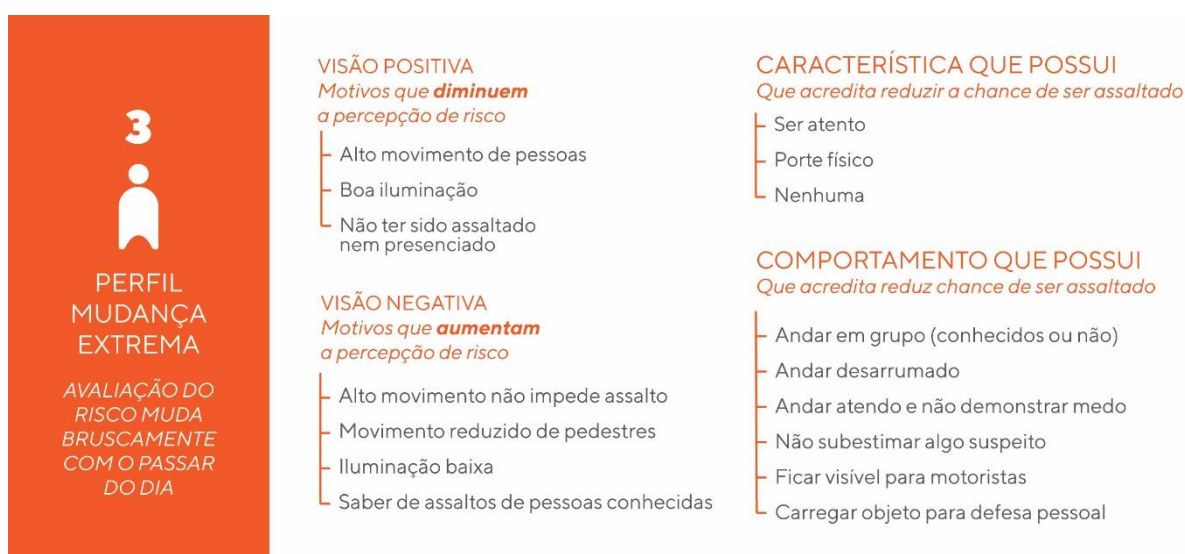 3
PERFIL
MUDANÇA
EXTREMA
AVALIAÇÃO DO
RISCO MUDA
BRUSCAMENTE
COM O PASSAR
DO DIA
VISÃO POSITIVA
Motivos que diminuem
a percepção de risco
Alto movimento de pessoas
Boa iluminação
Não ter sido assaltado
nem presenciado
VISÃO NEGATIVA
Motivos que aumentam
a percepção de risco
Alto movimento não impede assalto
Movimento reduzido de pedestres
Iluminação baixa
Saber de assaltos de pessoas conhecidas
CARACTERÍSTICA QUE POSSUI
Que acredita reduzir a chance de ser assaltado
Ser atento
Porte físico
Nenhuma
COMPORTAMENTO QUE POSSUI
Que acredita reduz chance de ser assaltado
Andar em grupo (conhecidos ou não)
Andar desarrumado
Andar atendo e não demonstrar medo
Não subestimar algo suspeito
Ficar visível para motoristas
Carregar objeto para defesa pessoal